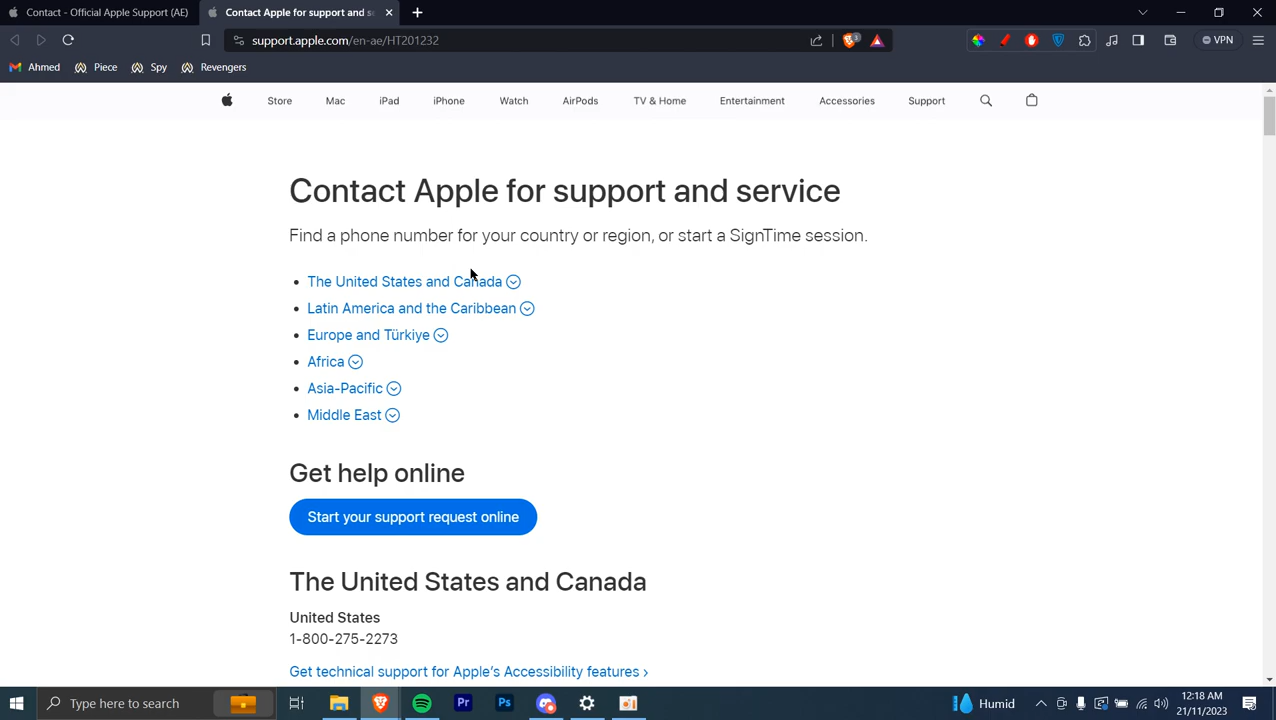 Contact - Official Apple Support (AE)
Contact Apple for support and se
support.apple.com/en-ae/HT201232
3
VPN
Ahmed
Piece
Spy
Revengers
Store
Mac
iPad
iPhone
Watch
AirPods
TV & Home
Entertainment
Accessories
Support
Contact Apple for support and service
Find a phone number for your country or region, or start a SignTime session.
The United States and Canada
Latin America and the Caribbean
Europe and Türkiye
Africa
Asia-Pacific
Middle East
Get help online
Start your support request online
The United States and Canada
United States
1-800-275-2273
Get technical support for Apple's Accessibility features ›
Type here to search
Pr
Ps
Humid
12:18 AM
21/11/2023